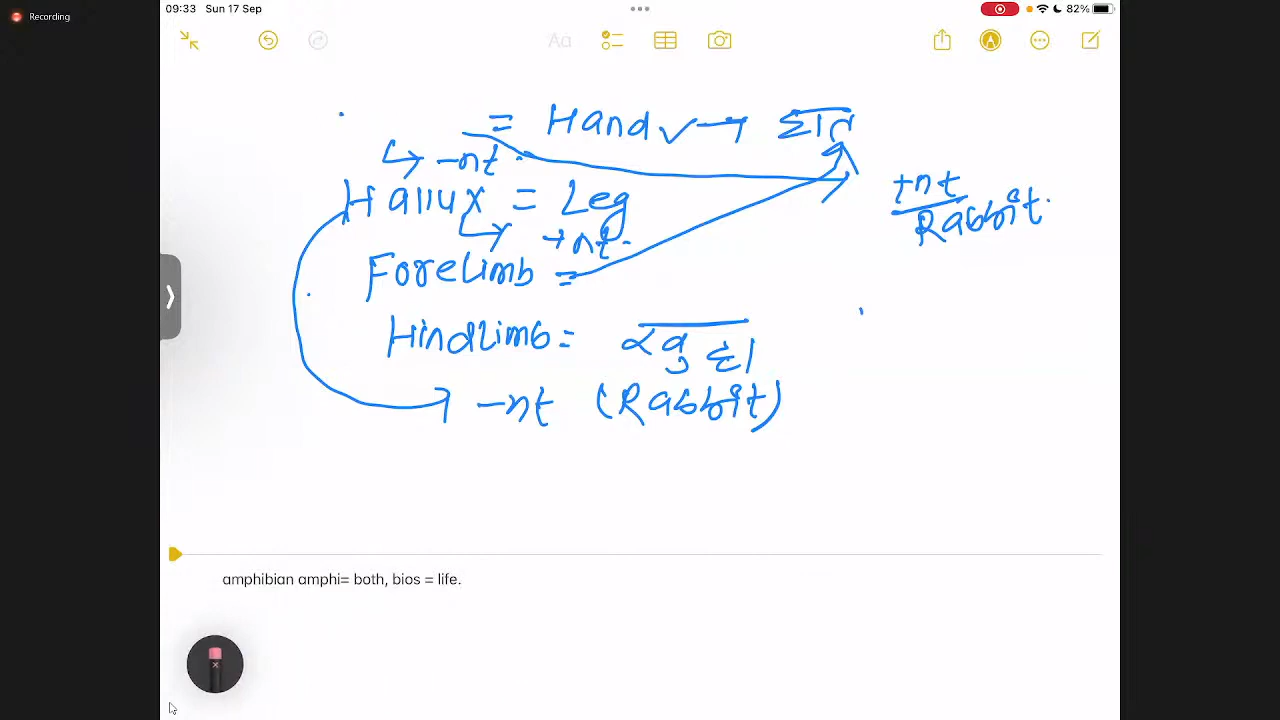 Recording
09:33 Sun 17 Sep
82%
Aa
= Hand ✓→
↳ -nt
Hallux = Leg
↳ +nt
+nt
Rabbit
Forelimb =
Hindlimb =
→ -nt (Rabbit)
amphibian amphi= both, bios = life.